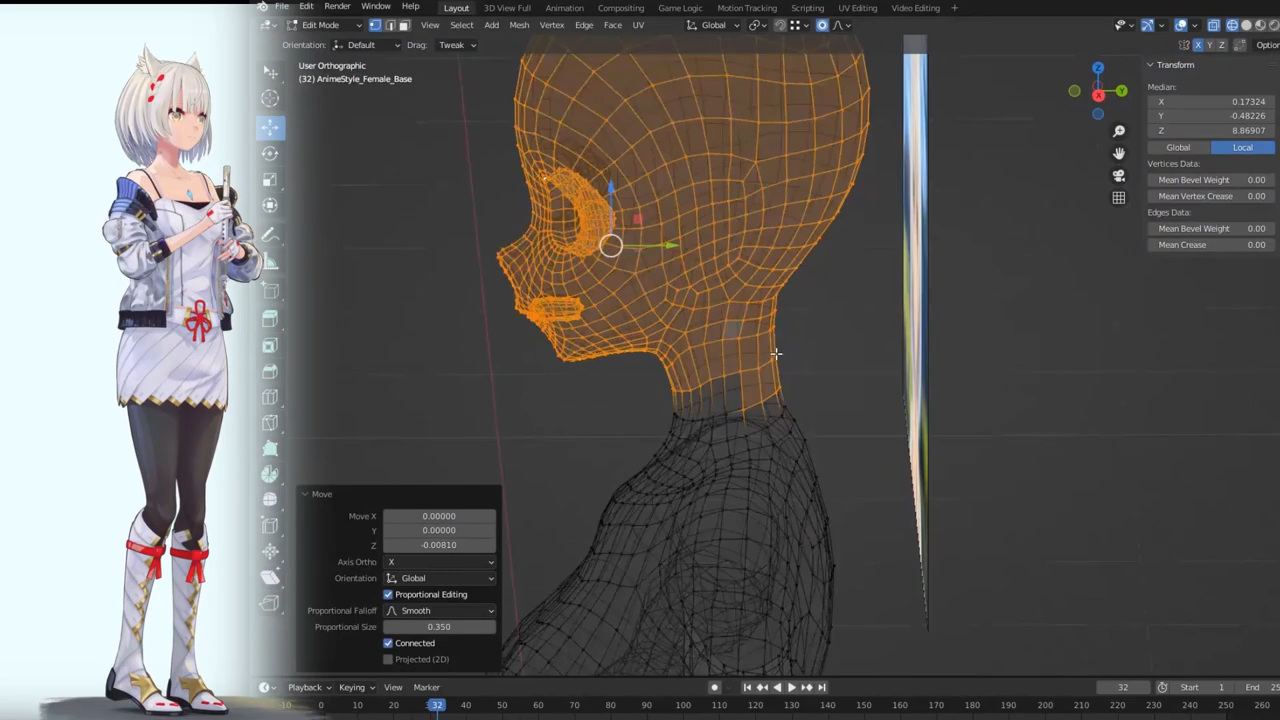 File Edit Render Window Help Layout 3D View Full Animation Compositing Game Logic Motion Tracking Scripting UV Editing Video Editing +
Edit Mode View Select Add Mesh Vertex Edge Face UV Global
Orientation: Default Drag: Tweak X Y Z
User Orthographic
(32) AnimeStyle_Female_Base
Z
Y
X
Transform
Median:
X 0.17324
Y -0.48226
Z 8.86907
Global Local
Vertices Data:
Mean Bevel Weight 0.00
Mean Vertex Crease 0.00
Edges Data:
Mean Bevel Weight 0.00
Mean Crease 0.00
Move
Move X 0.00000
Y 0.00000
Z -0.00810
Axis Ortho X
Orientation Global
Proportional Editing
Proportional Falloff Smooth
Proportional Size 0.350
Connected
Projected (2D)
Playback Keying View Marker 32 Start 1 End
10 0 10 20 32 40 50 60 70 80 90 100 110 120 130 140 150 160 170 180 190 200 210 220 230 240 250 260